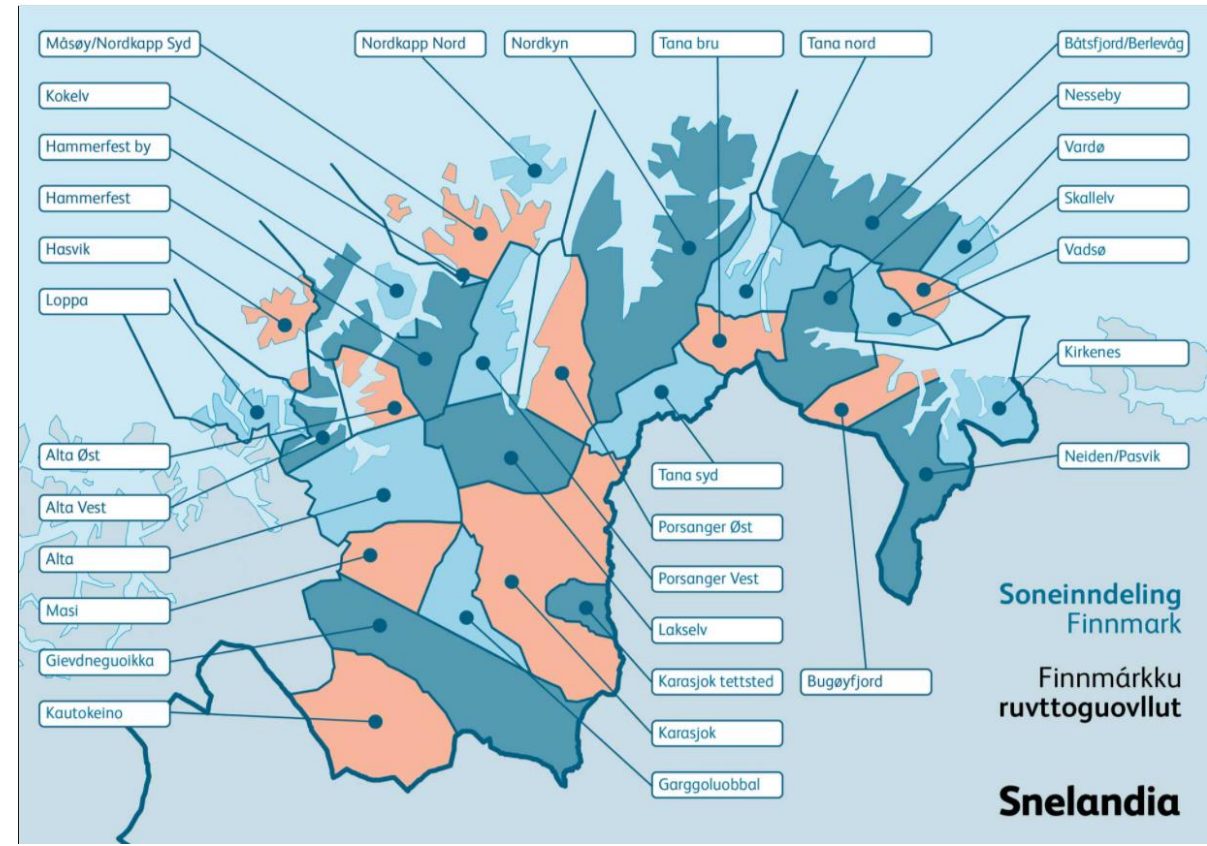 Måsøy/Nordkapp Syd
Nordkapp Nord
Nordkyn
Tana bru
Tana nord
Båtsfjord/Berlevåg
Kokelv
Nesseby
Hammerfest by
Vardø
Hammerfest
Skallelv
Hasvik
Vadsø
Loppa
Kirkenes
Alta Øst
Neiden/Pasvik
Tana syd
Alta Vest
Porsanger Øst
Alta
Porsanger Vest
Masi
Lakselv
Gievdneguoikka
Karasjok tettsted
Bugøyfjord
Kautokeino
Karasjok
Garggoluobbal
Soneinndeling
Finnmark
Finnmárkku
ruvttoguovllut
Snelandia